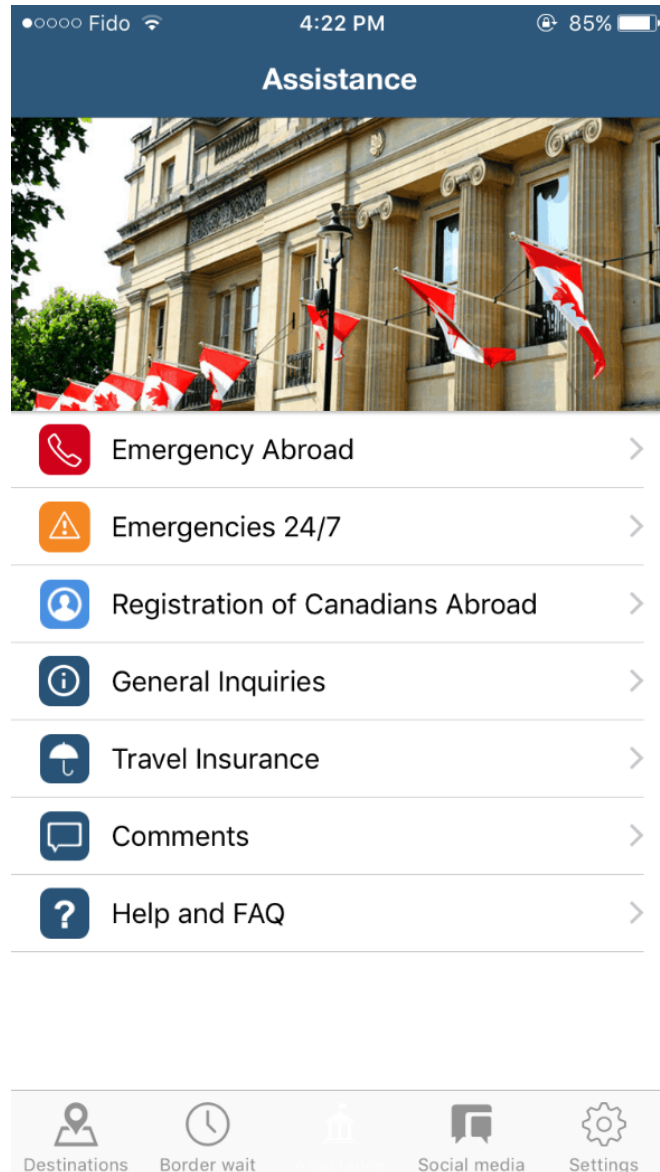 Fido 4:22 PM 85%
Assistance
Emergency Abroad
Emergencies 24/7
Registration of Canadians Abroad
General Inquiries
Travel Insurance
Comments
Help and FAQ
Destinations Border wait Social media Settings